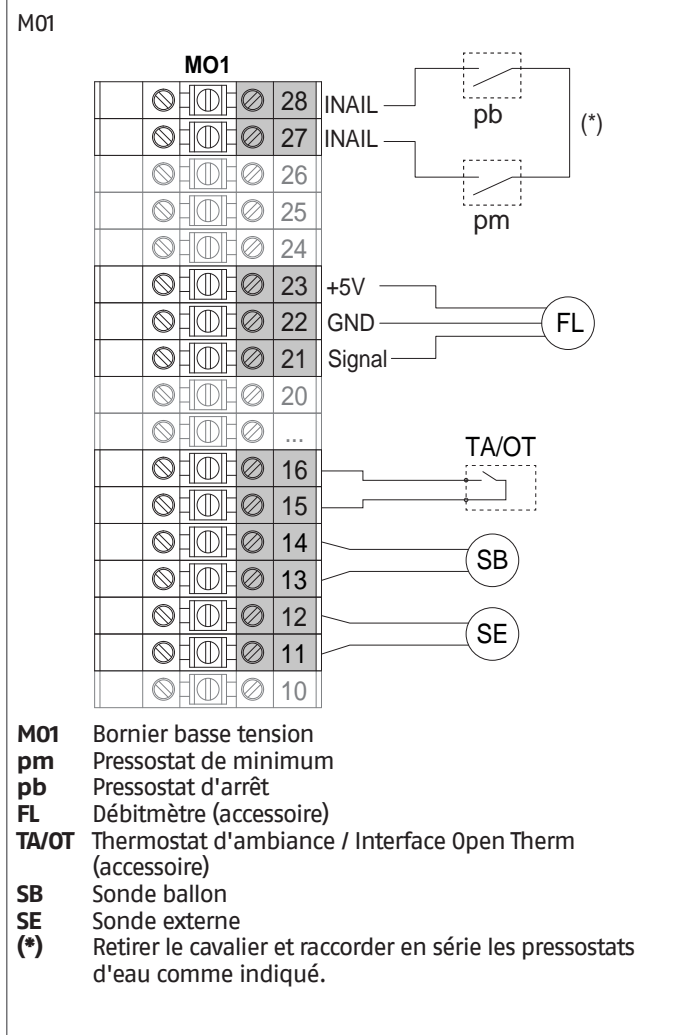 M01
MO1
28 INAIL
pb
(*)
27 INAIL
26
25
pm
24
23 +5V
22 GND
FL
21 Signal
20
...
TA/OT
16
15
14
SB
13
12
SE
11
10
M01 Bornier basse tension
pm Pressostat de minimum
pb Pressostat d'arrêt
FL Débitmètre (accessoire)
TA/OT Thermostat d'ambiance / Interface Open Therm
(accessoire)
SB Sonde ballon
SE Sonde externe
(*) Retirer le cavalier et raccorder en série les pressostats
d'eau comme indiqué.